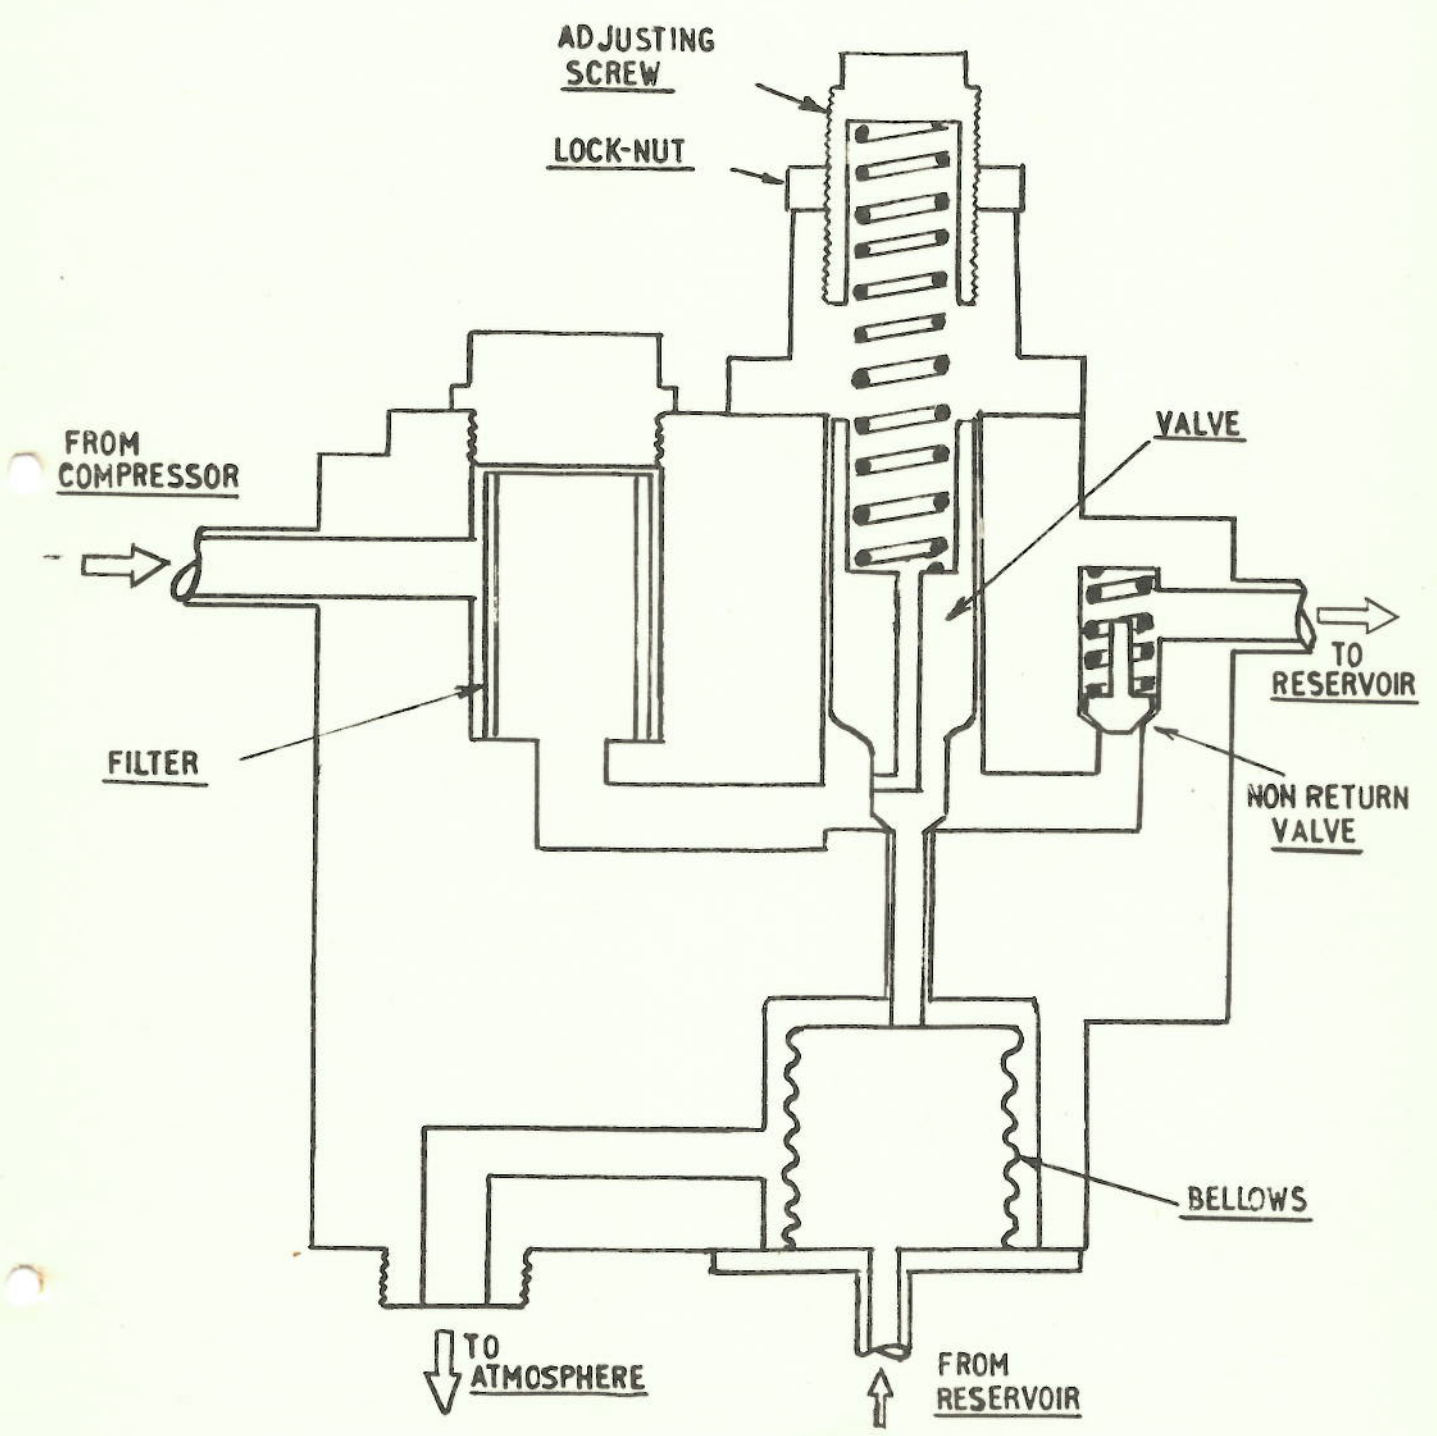 ADJUSTING
SCREW
LOCK-NUT
VALVE
FROM
COMPRESSOR
TO
RESERVOIR
FILTER
NON RETURN
VALVE
BELLOWS
TO
ATMOSPHERE
FROM
RESERVOIR